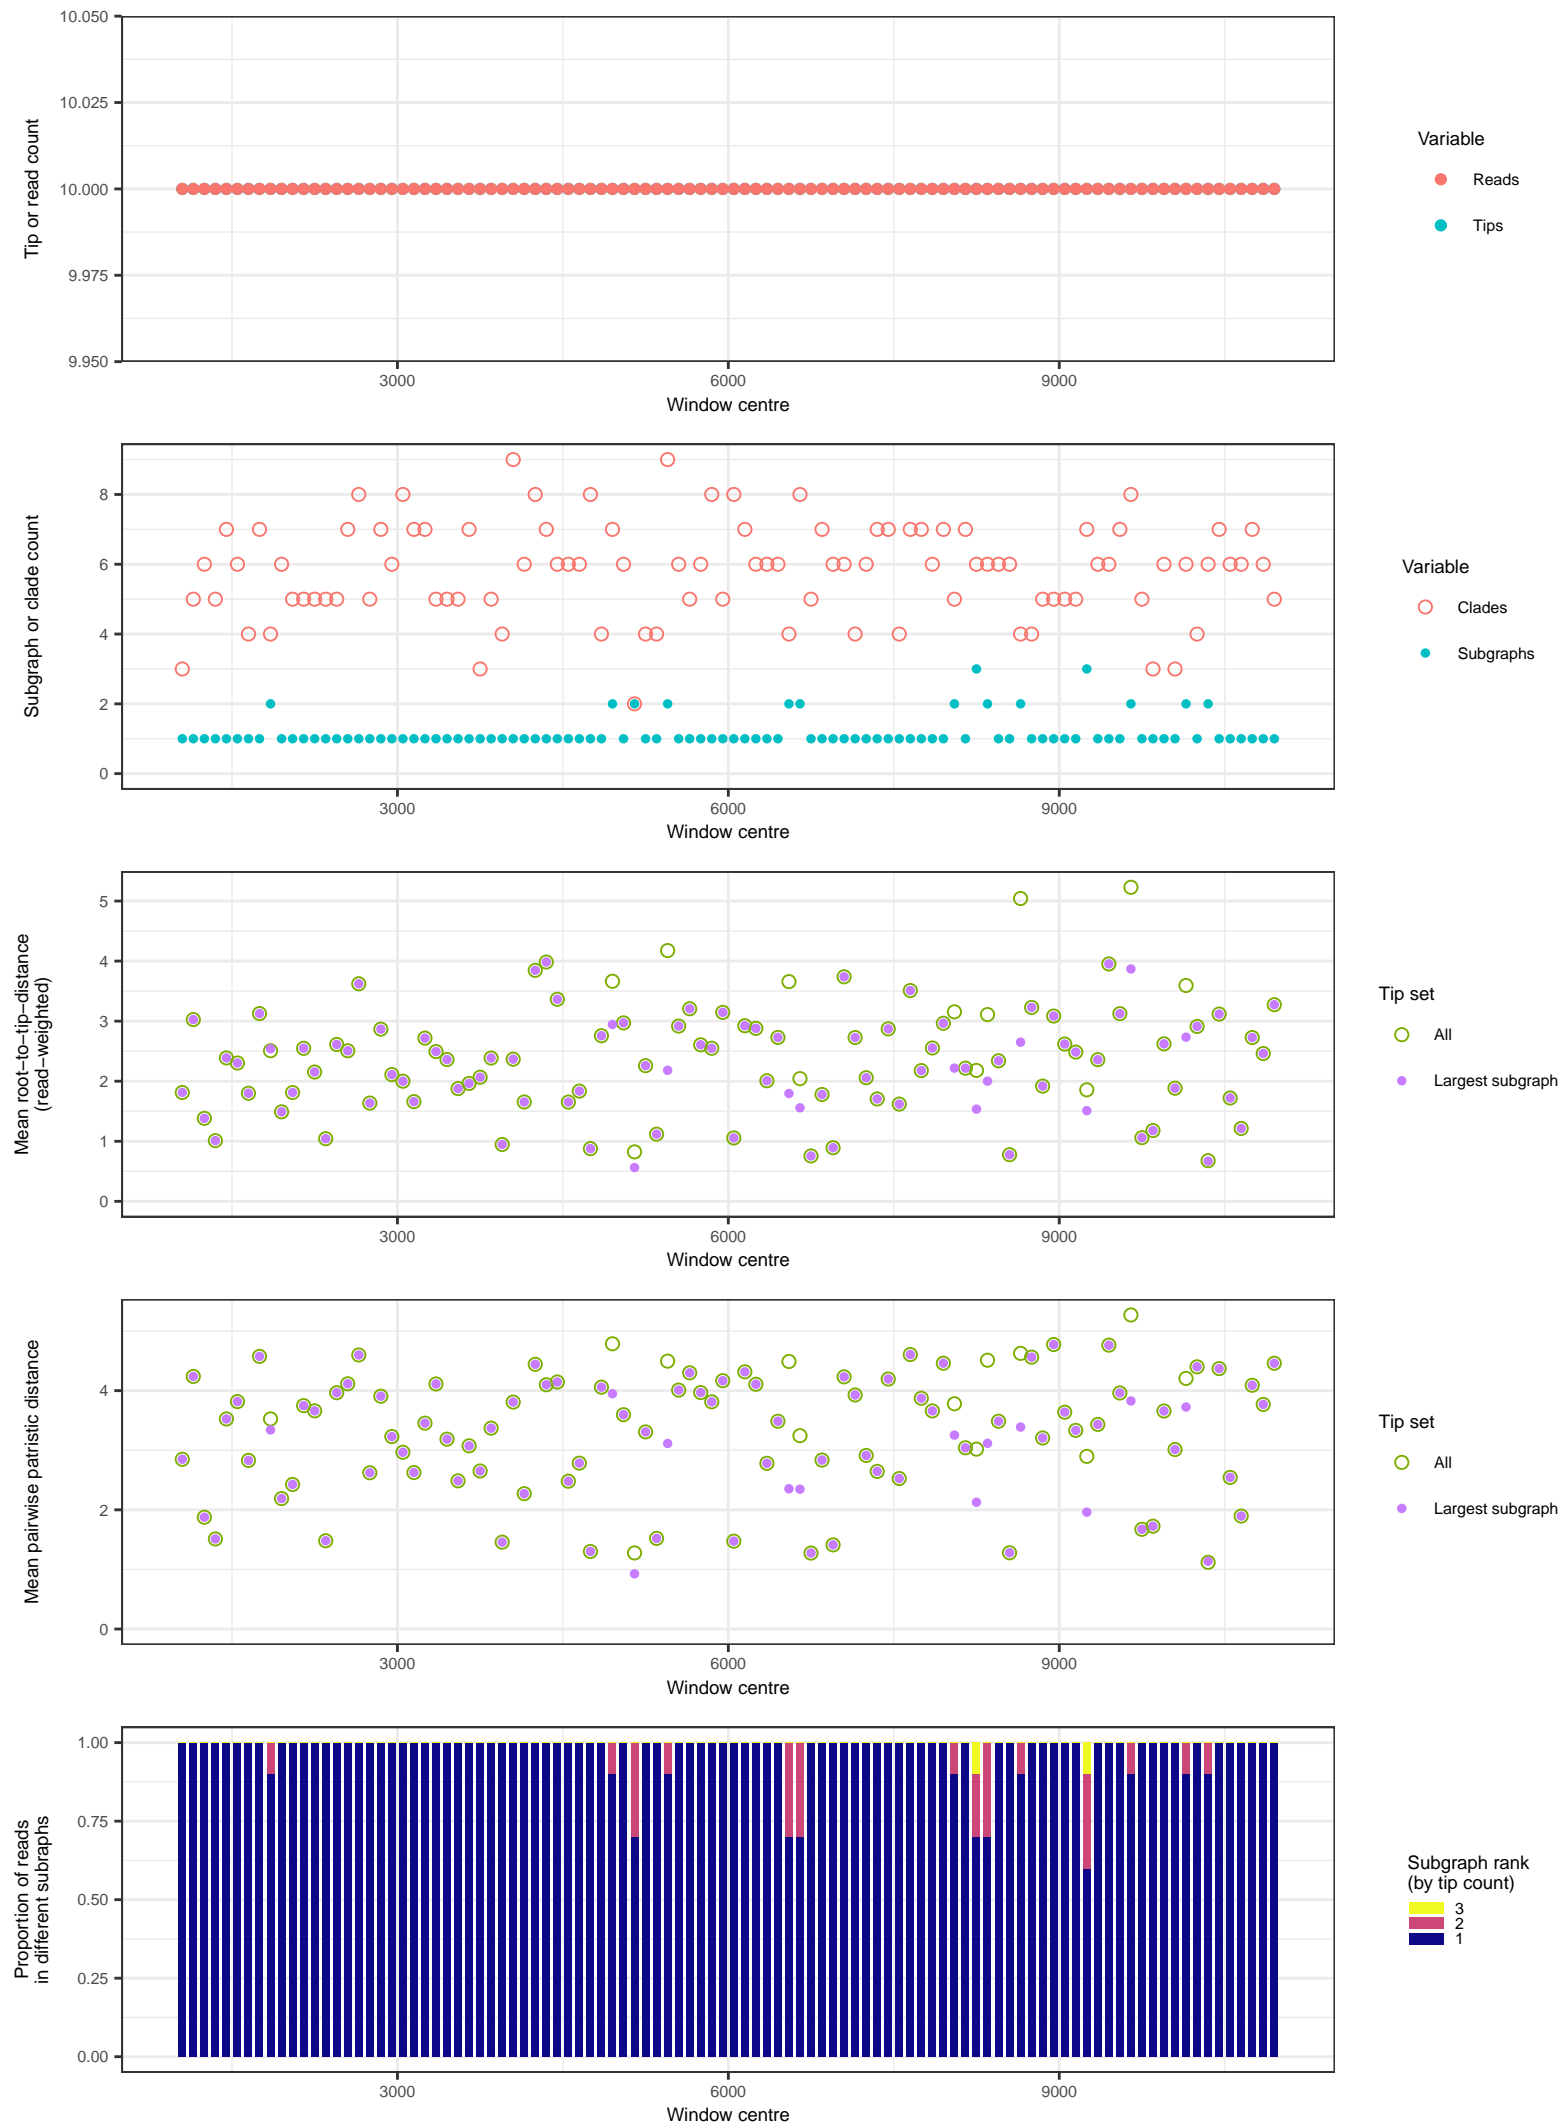 10.050
10.025
10.000
9.975
9.950
Tip or read count
3000 6000 9000
Window centre
Variable
Reads
Tips
8
6
4
2
0
Subgraph or clade count
3000 6000 9000
Window centre
Variable
Clades
Subgraphs
5
4
3
2
1
0
Mean root−to−tip−distance
(read−weighted)
3000 6000 9000
Window centre
Tip set
All
Largest subgraph
4
2
0
Mean pairwise patristic distance
3000 6000 9000
Window centre
Tip set
All
Largest subgraph
1.00
0.75
0.50
0.25
0.00
Proportion of reads
in different subraphs
3000 6000 9000
Window centre
Subgraph rank
(by tip count)
3
2
1